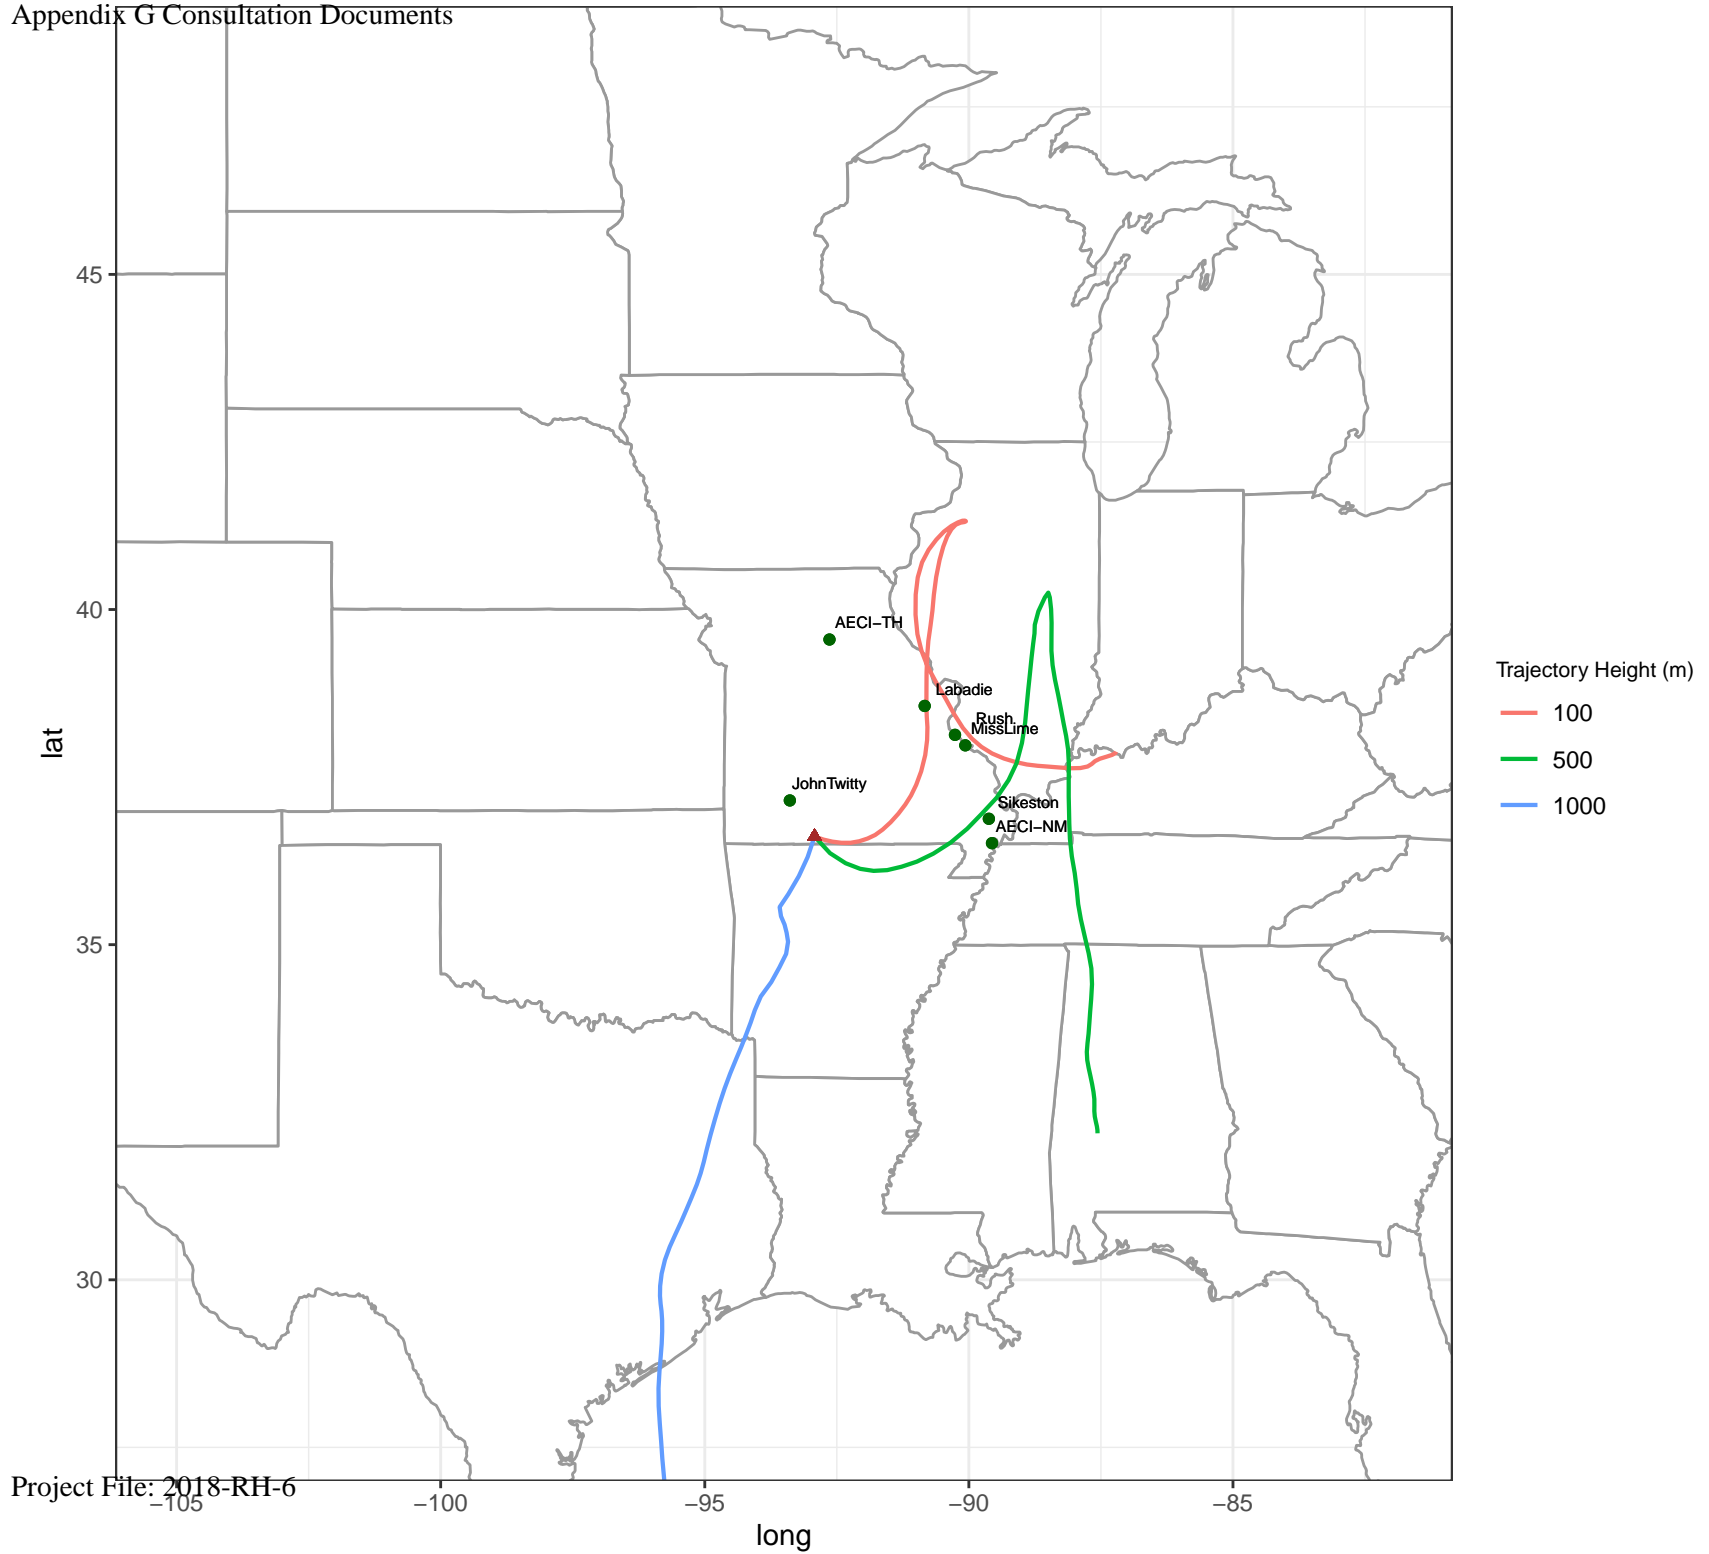 Appendix G Consultation Documents
45
40
35
30
lat
AECI−TH
Labadie
Rush
MissLime
JohnTwitty
Sikeston
AECI−NM
Trajectory Height (m)
100
500
1000
Project File: 2018-RH-6
−105
−100
−95
−90
−85
long